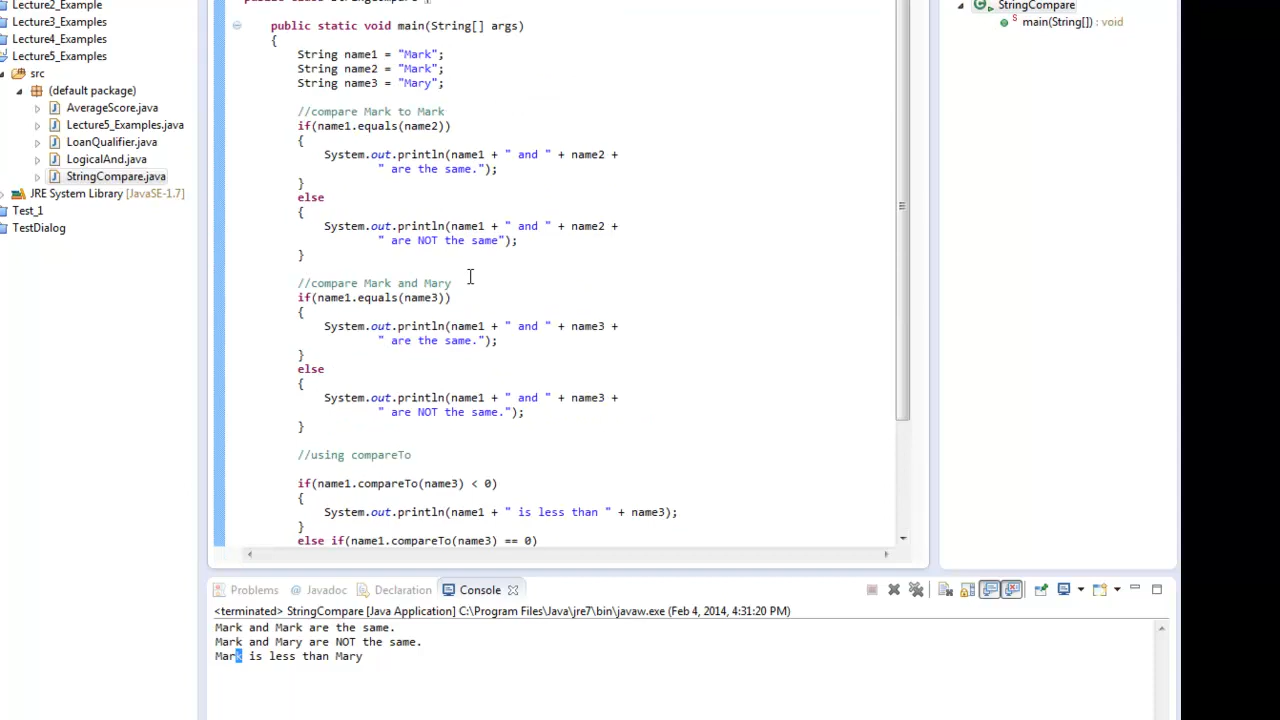 Lecture2_Example
Lecture3_Examples
Lecture4_Examples
Lecture5_Examples
src
(default package)
AverageScore.java
Lecture5_Examples.java
LoanQualifier.java
LogicalAnd.java
StringCompare.java
JRE System Library [JavaSE-1.7]
Test_1
TestDialog
public static void main(String[] args)
{
String name1 = "Mark";
String name2 = "Mark";
String name3 = "Mary";
//compare Mark to Mark
if(name1.equals(name2))
{
System.out.println(name1 + " and " + name2 +
" are the same.");
}
else
{
System.out.println(name1 + " and " + name2 +
" are NOT the same");
}
//compare Mark and Mary
if(name1.equals(name3))
{
System.out.println(name1 + " and " + name3 +
" are the same.");
}
else
{
System.out.println(name1 + " and " + name3 +
" are NOT the same.");
}
//using compareTo
if(name1.compareTo(name3) < 0)
{
System.out.println(name1 + " is less than " + name3);
}
else if(name1.compareTo(name3) == 0)
StringCompare
main(String[]) : void
Problems @ Javadoc Declaration Console
<terminated> StringCompare [Java Application] C:\Program Files\Java\jre7\bin\javaw.exe (Feb 4, 2014, 4:31:20 PM)
Mark and Mark are the same.
Mark and Mary are NOT the same.
Mark is less than Mary